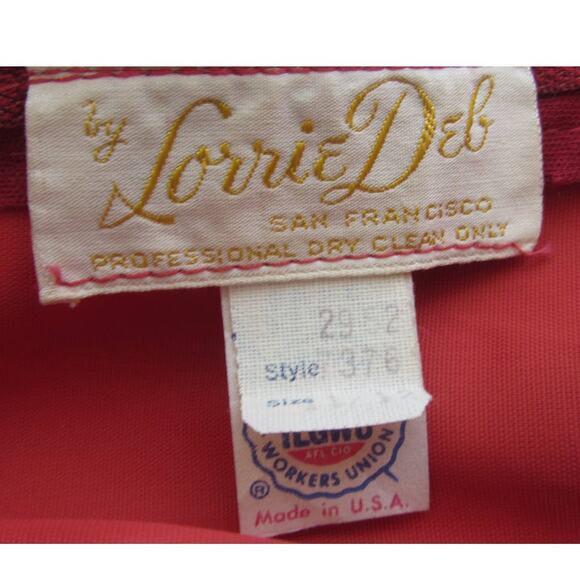 by Lorrie Deb
SAN FRANCISCO
PROFESSIONAL DRY CLEAN ONLY
29 2
Style 376
Size
ILGWU
AFL CIO
WORKERS UNION
®
Made in U.S.A.